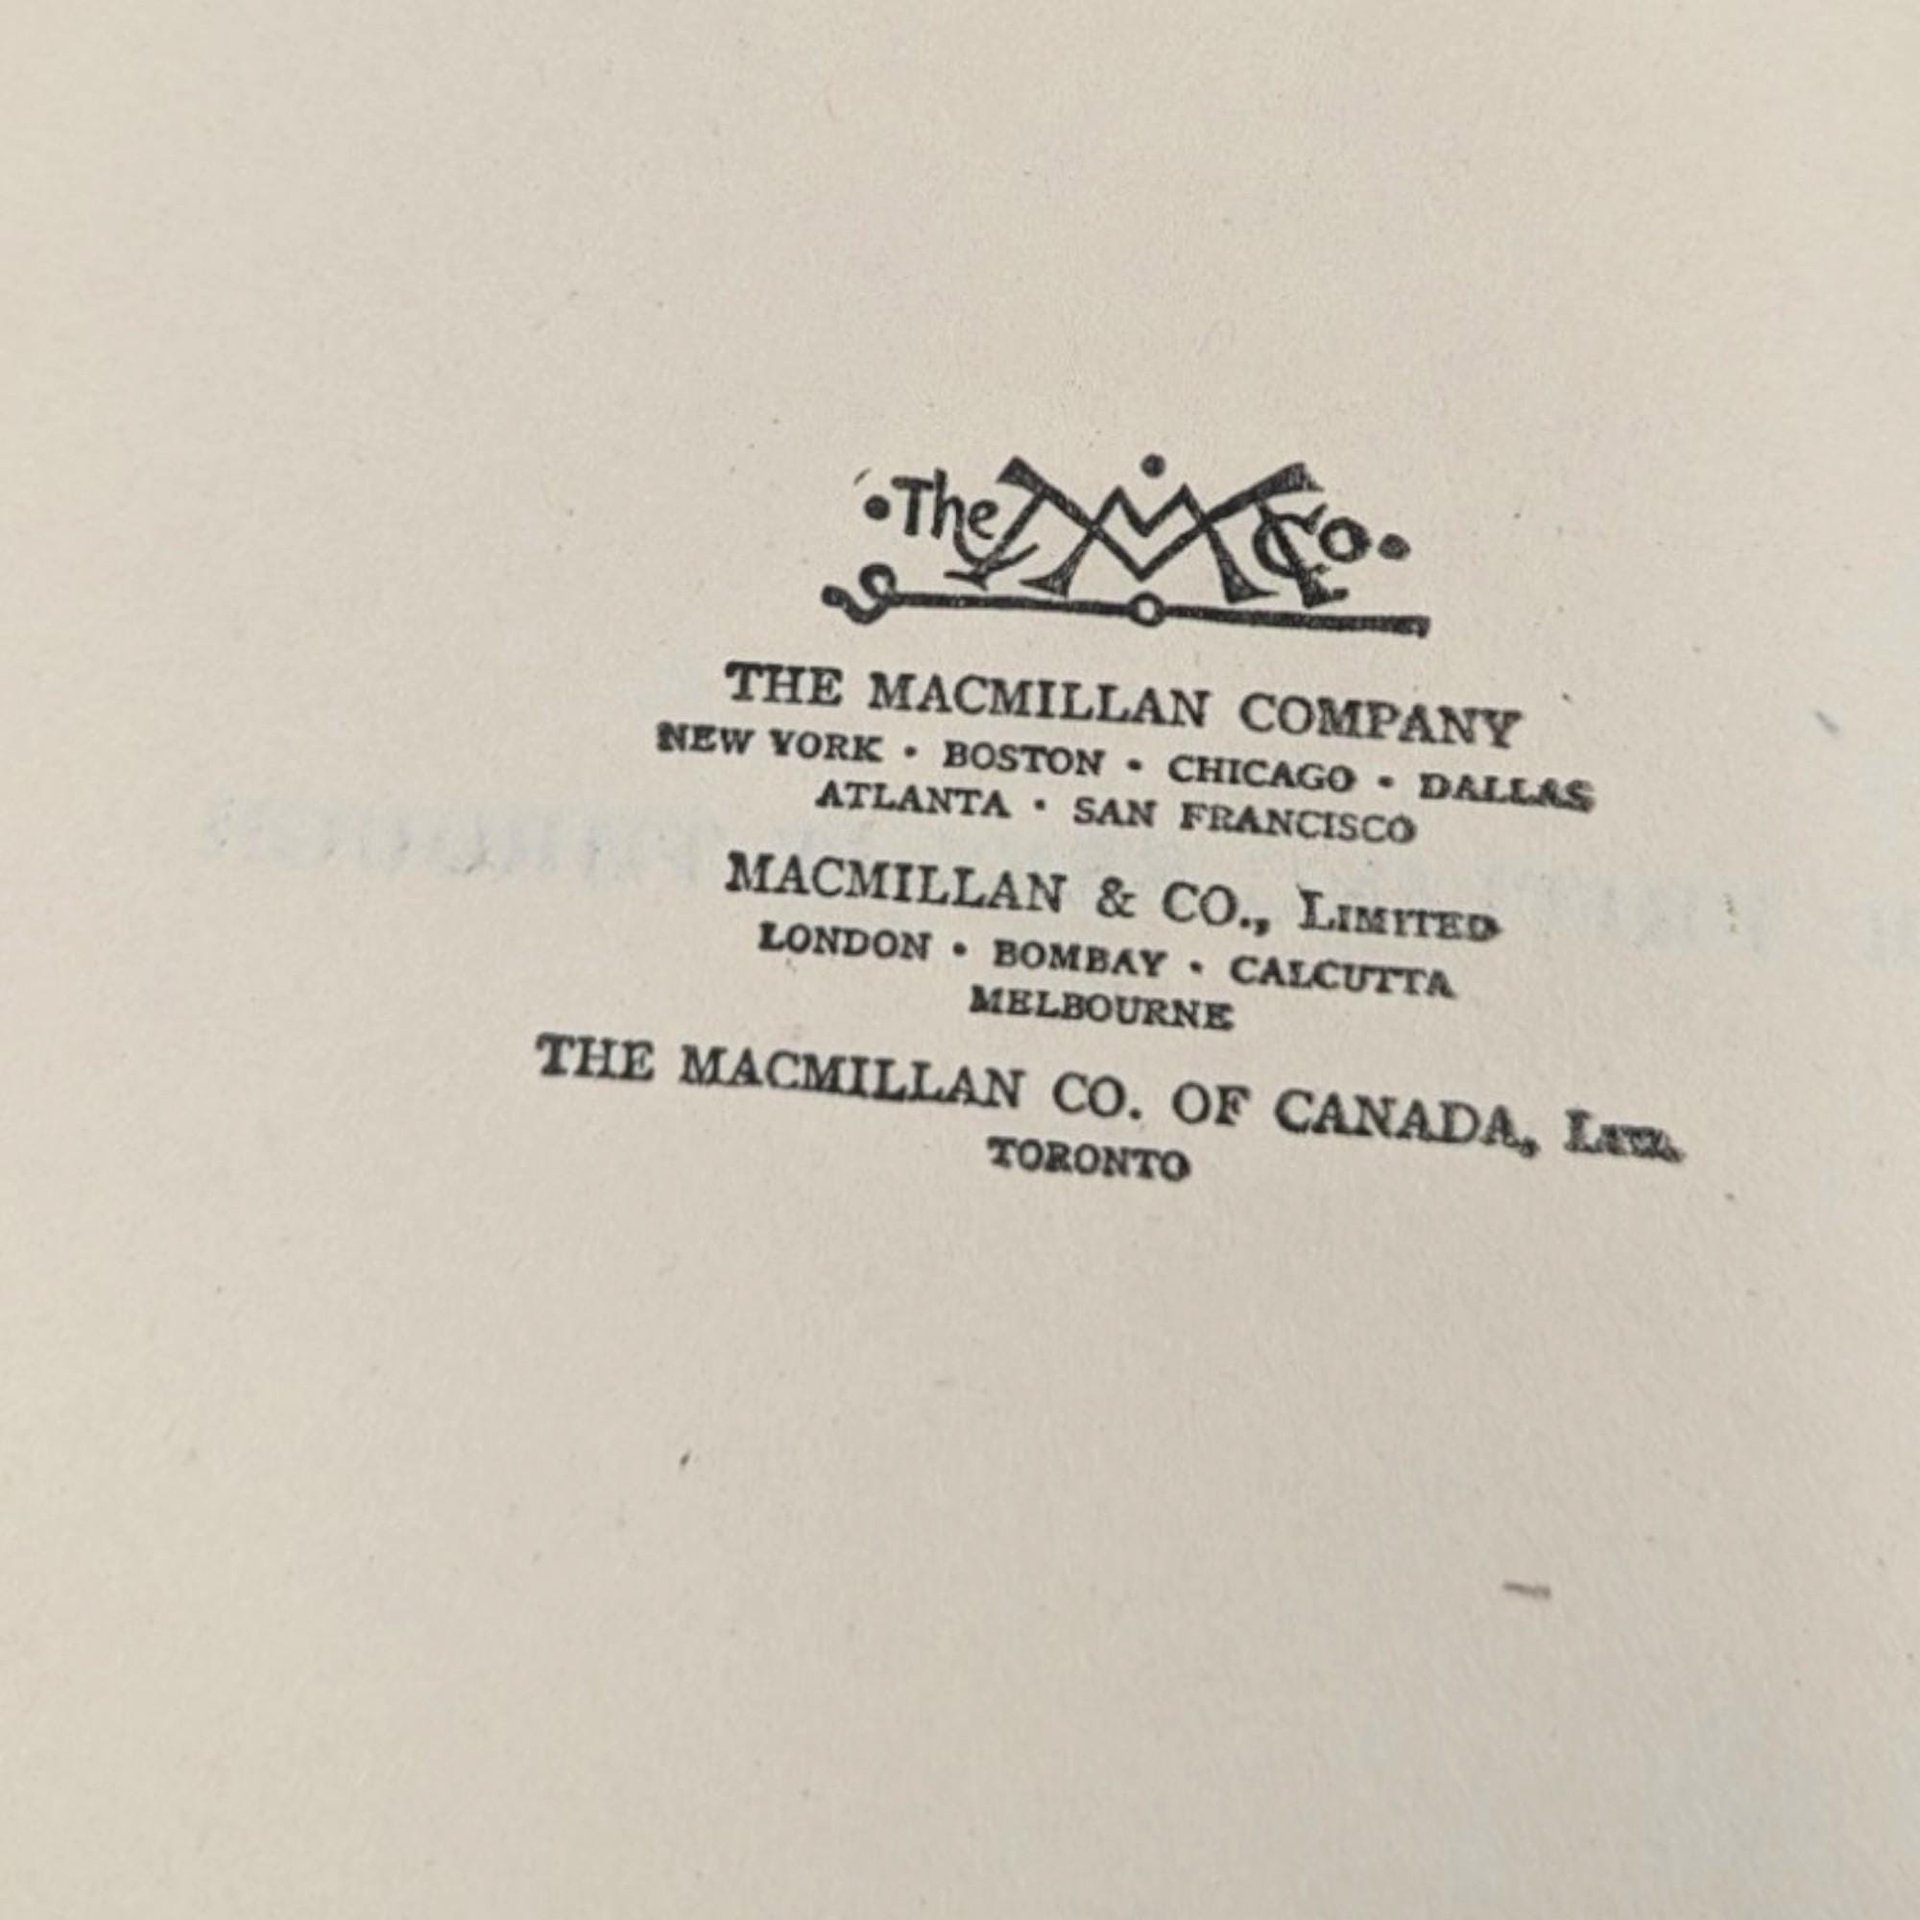 •The MM Co.•
THE MACMILLAN COMPANY
NEW YORK • BOSTON • CHICAGO • DALLAS
ATLANTA • SAN FRANCISCO
MACMILLAN & CO., LIMITED
LONDON • BOMBAY • CALCUTTA
MELBOURNE
THE MACMILLAN CO. OF CANADA, LTD.
TORONTO